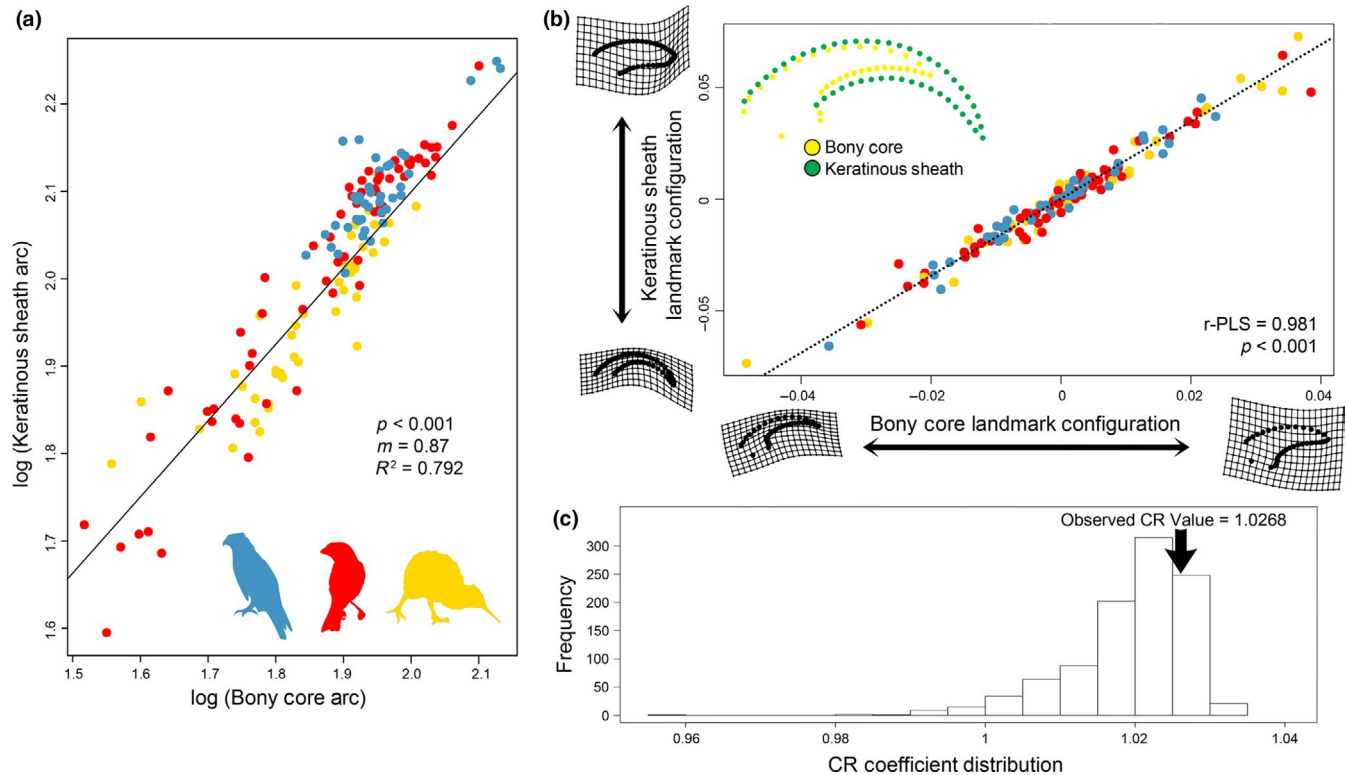 (a)
log (Keratinous sheath arc)
2.2
2.1
2.0
1.9
1.8
1.7
1.6
p < 0.001
m = 0.87
R² = 0.792
1.5 1.6 1.7 1.8 1.9 2.0 2.1
log (Bony core arc)
(b)
Keratinous sheath
landmark configuration
0.05
0
−0.05
Bony core
Keratinous sheath
r-PLS = 0.981
p < 0.001
−0.04 −0.02 0 0.02 0.04
Bony core landmark configuration
(c)
Observed CR Value = 1.0268
Frequency
300
250
200
150
100
50
0
0.96 0.98 1 1.02 1.04
CR coefficient distribution